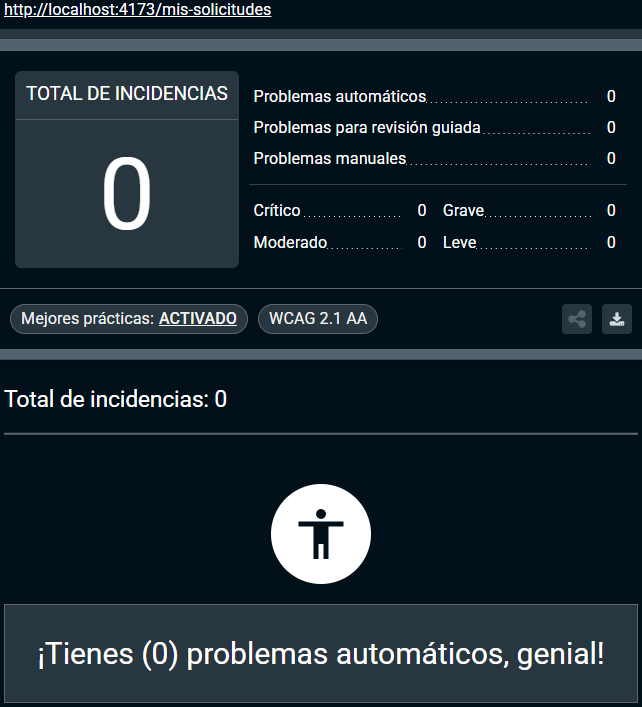 http://localhost:4173/mis-solicitudes
TOTAL DE INCIDENCIAS
0
Problemas automáticos 0
Problemas para revisión guiada 0
Problemas manuales 0
Crítico 0 Grave 0
Moderado 0 Leve 0
Mejores prácticas: ACTIVADO WCAG 2.1 AA
Total de incidencias: 0
¡Tienes (0) problemas automáticos, genial!